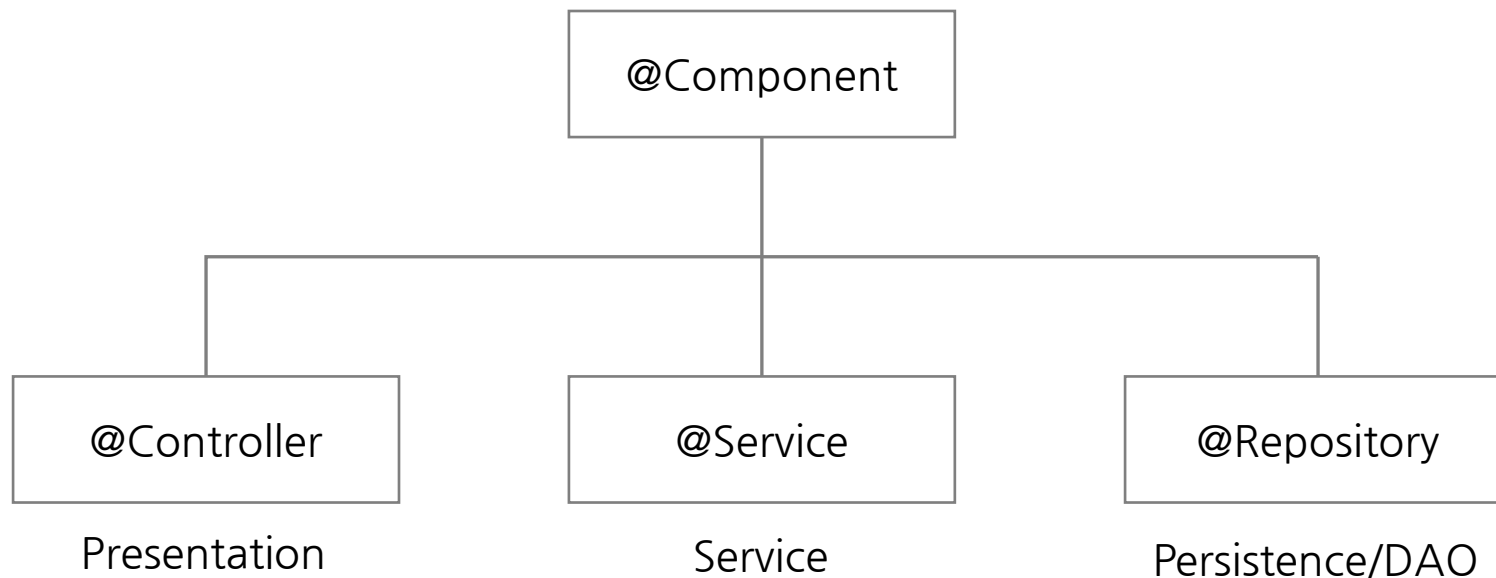 @Component
@Controller
@Service
@Repository
Presentation
Service
Persistence/DAO